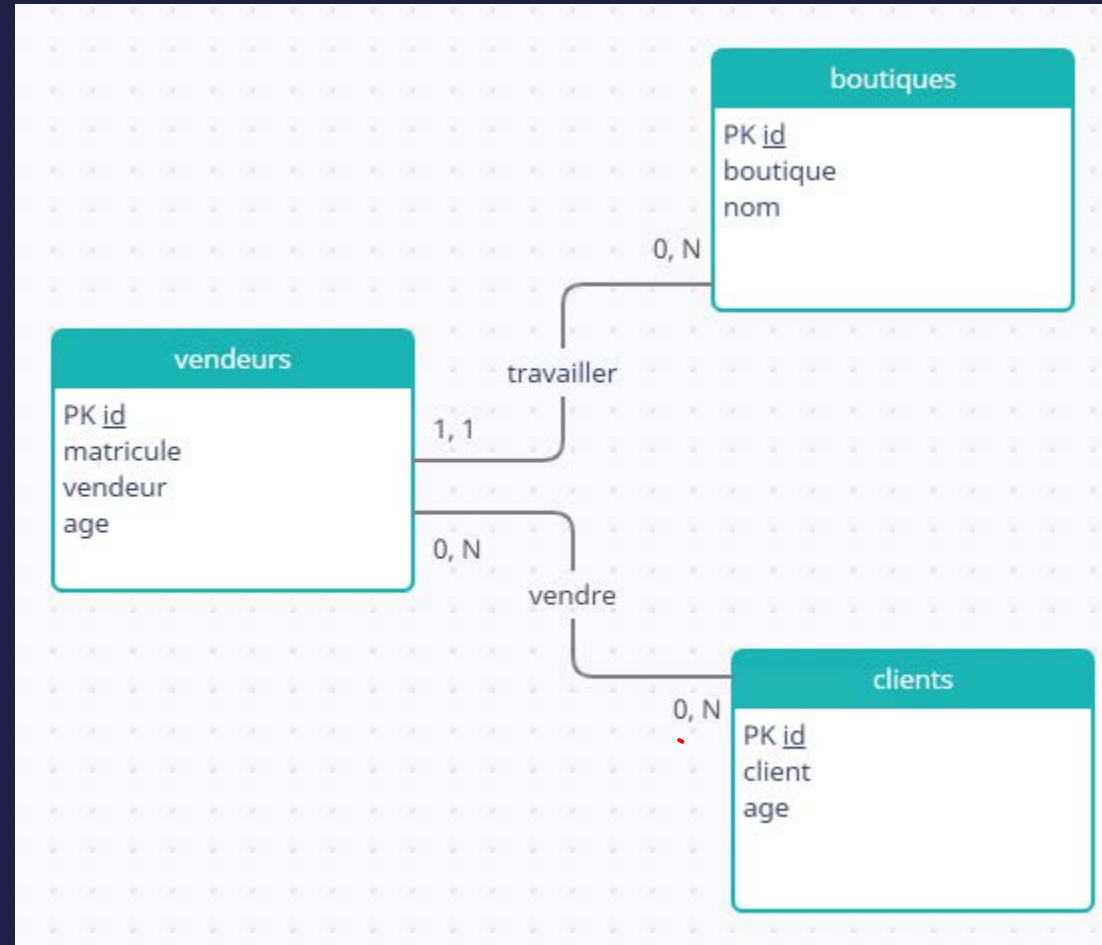 boutiques
PK id
boutique
nom
0, N
travailler
vendeurs
PK id
matricule
vendeur
age
1, 1
0, N
vendre
0, N
clients
PK id
client
age